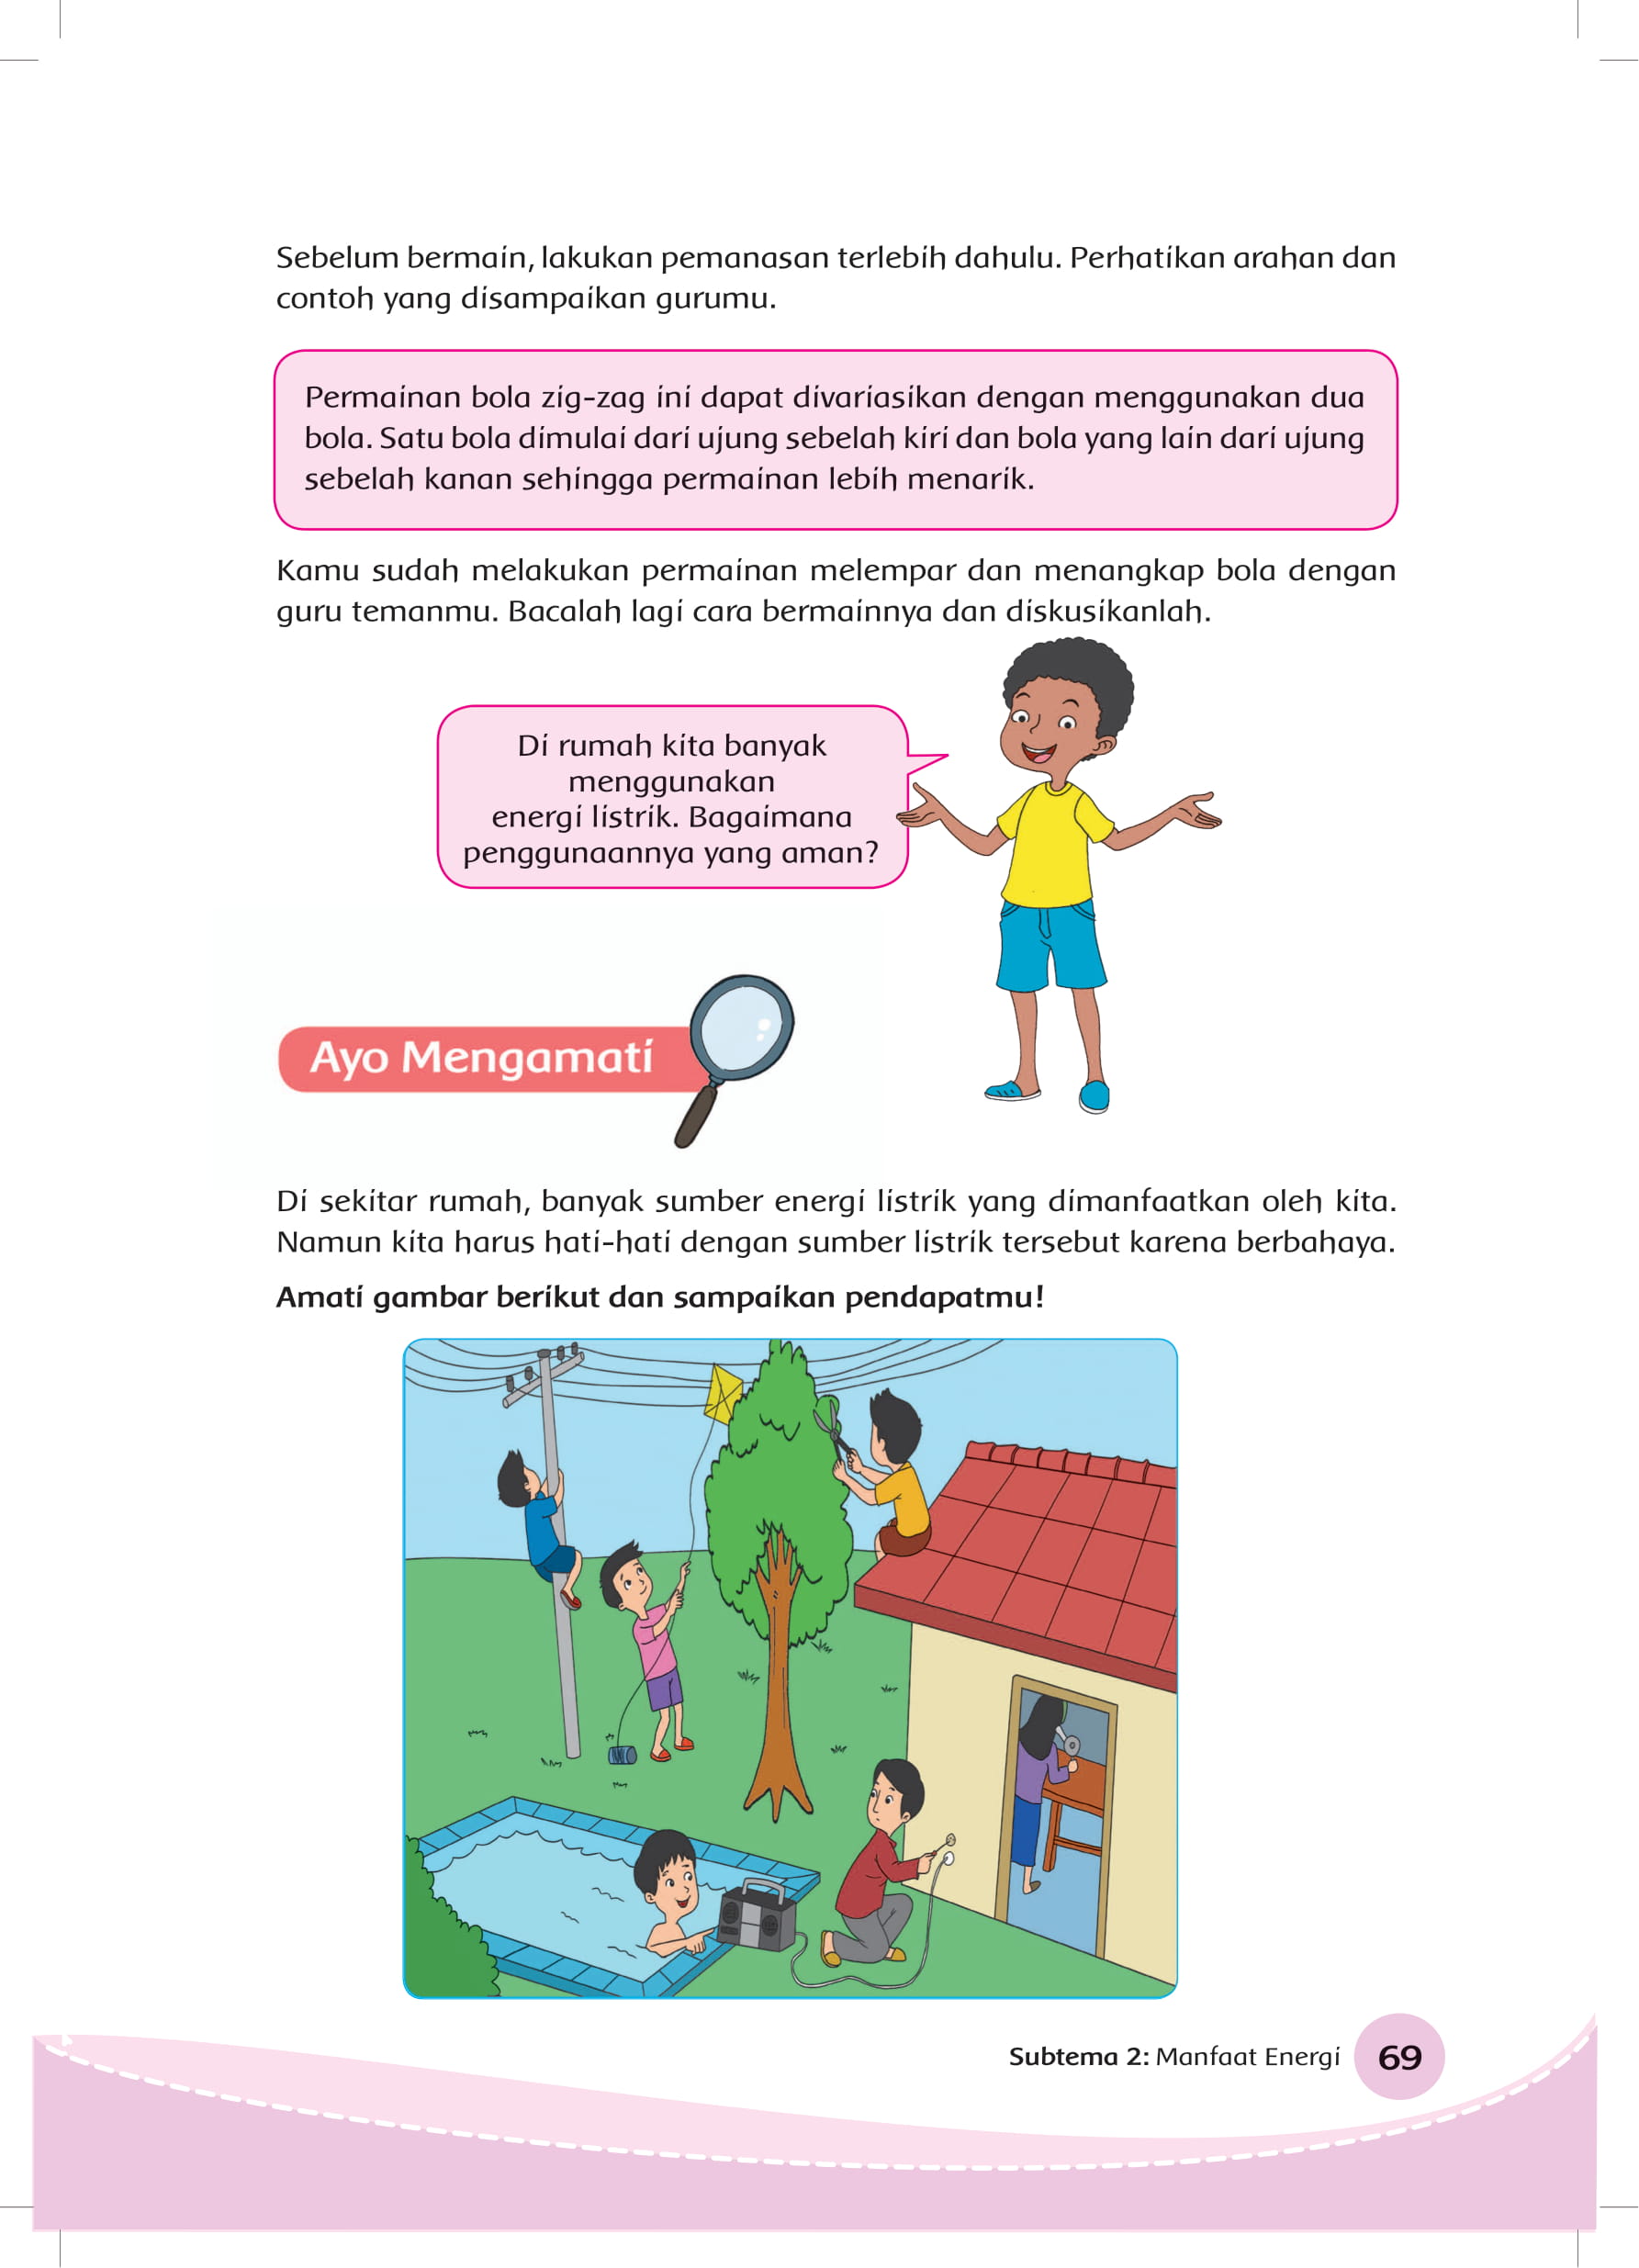 Sebelum bermain, lakukan pemanasan terlebih dahulu. Perhatikan arahan dan
contoh yang disampaikan gurumu.
Permainan bola zig-zag ini dapat divariasikan dengan menggunakan dua
bola. Satu bola dimulai dari ujung sebelah kiri dan bola yang lain dari ujung
sebelah kanan sehingga permainan lebih menarik.
Kamu sudah melakukan permainan melempar dan menangkap bola dengan
guru temanmu. Bacalah lagi cara bermainnya dan diskusikanlah.
Di rumah kita banyak
menggunakan
energi listrik. Bagaimana
penggunaannya yang aman?
Ayo Mengamati
Di sekitar rumah, banyak sumber energi listrik yang dimanfaatkan oleh kita.
Namun kita harus hati-hati dengan sumber listrik tersebut karena berbahaya.
Amati gambar berikut dan sampaikan pendapatmu!
Subtema 2: Manfaat Energi 69